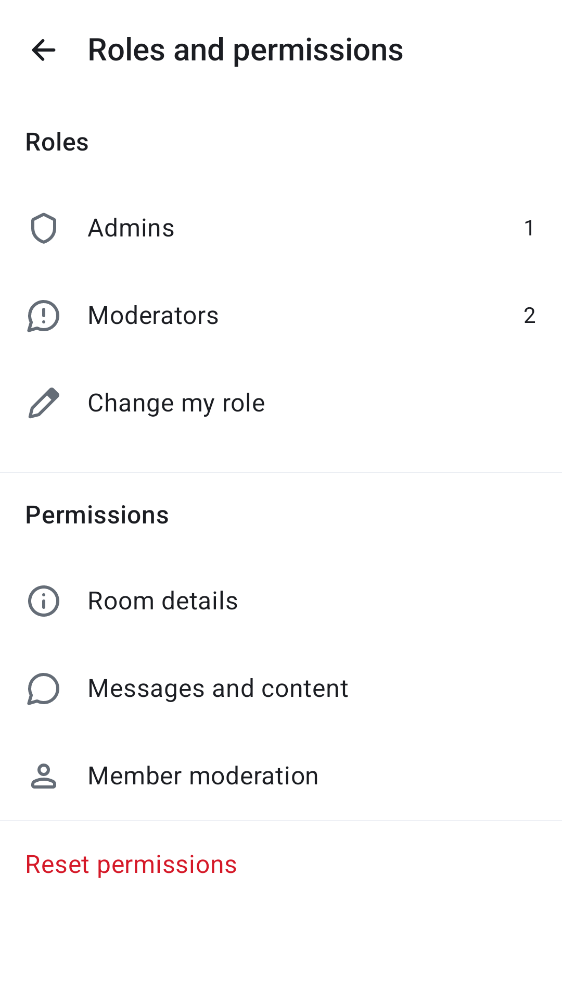 Roles and permissions
Roles
Admins 1
Moderators 2
Change my role
Permissions
Room details
Messages and content
Member moderation
Reset permissions